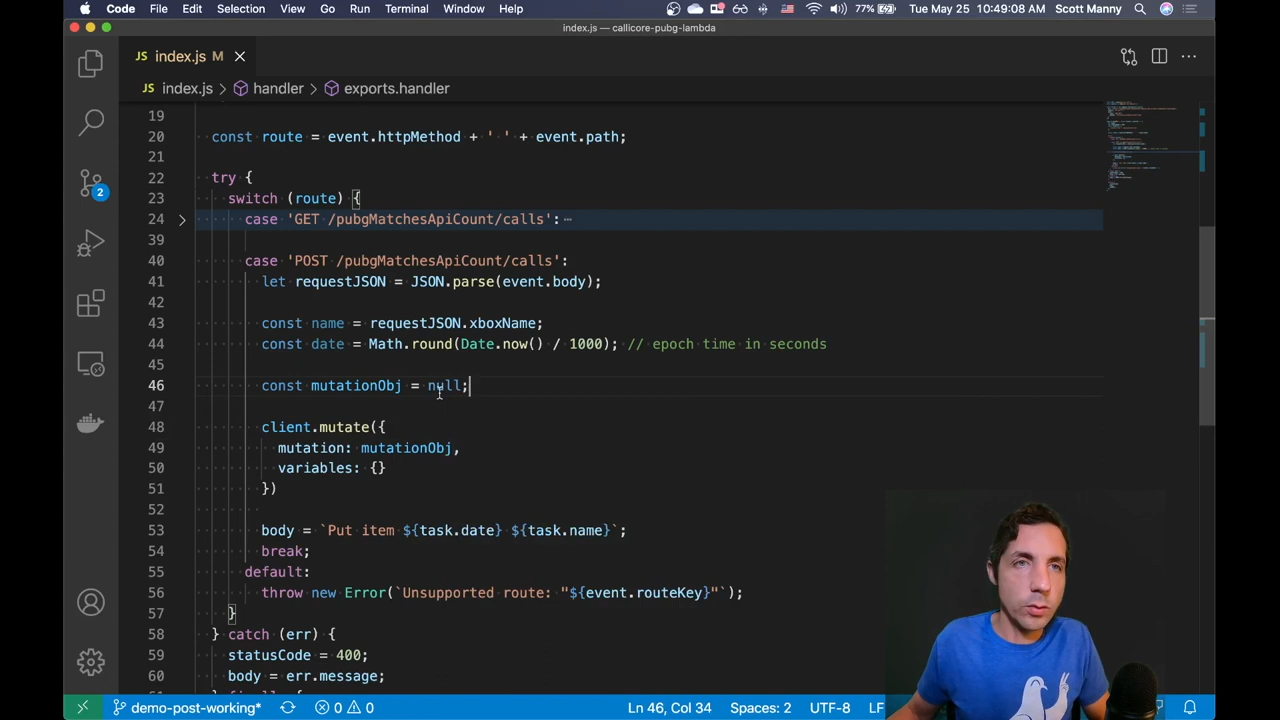 Code File Edit Selection View Go Run Terminal Window Help 77% Tue May 25 10:49:08 AM Scott Manny
index.js — callicore-pubg-lambda
JS index.js M
JS index.js > handler > exports.handler
19
20 const route = event.httpMethod + ' ' + event.path;
21
22 try {
23 switch (route) {
24 case 'GET /pubgMatchesApiCount/calls': ⋯
39
40 case 'POST /pubgMatchesApiCount/calls':
41 let requestJSON = JSON.parse(event.body);
42
43 const name = requestJSON.xboxName;
44 const date = Math.round(Date.now() / 1000); // epoch time in seconds
45
46 const mutationObj = null;
47
48 client.mutate({
49 mutation: mutationObj,
50 variables: {}
51 })
52
53 body = `Put item ${task.date} ${task.name}`;
54 break;
55 default:
56 throw new Error(`Unsupported route: "${event.routeKey}"`);
57 }
58 } catch (err) {
59 statusCode = 400;
60 body = err.message;
2
demo-post-working* 0 0 Ln 46, Col 34 Spaces: 2 UTF-8 LF